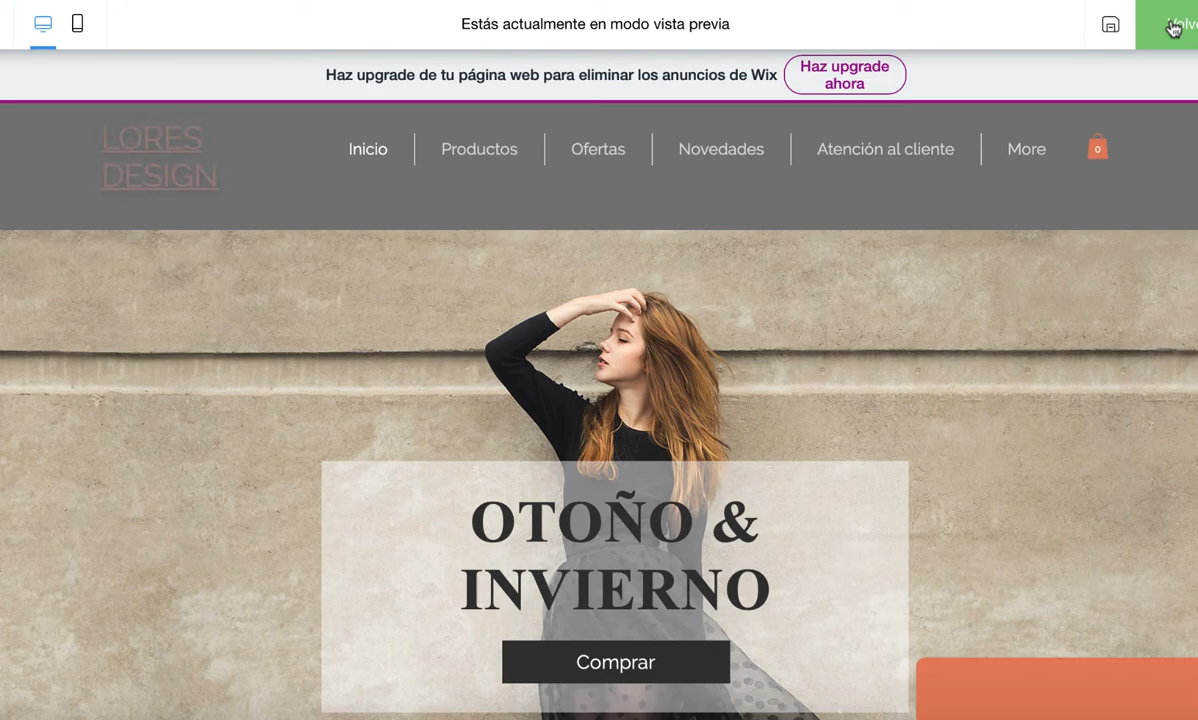 Estás actualmente en modo vista previa
Haz upgrade de tu página web para eliminar los anuncios de Wix
Haz upgrade
ahora
LORES
DESIGN
Inicio
Productos
Ofertas
Novedades
Atención al cliente
More
0
OTOÑO &
INVIERNO
Comprar